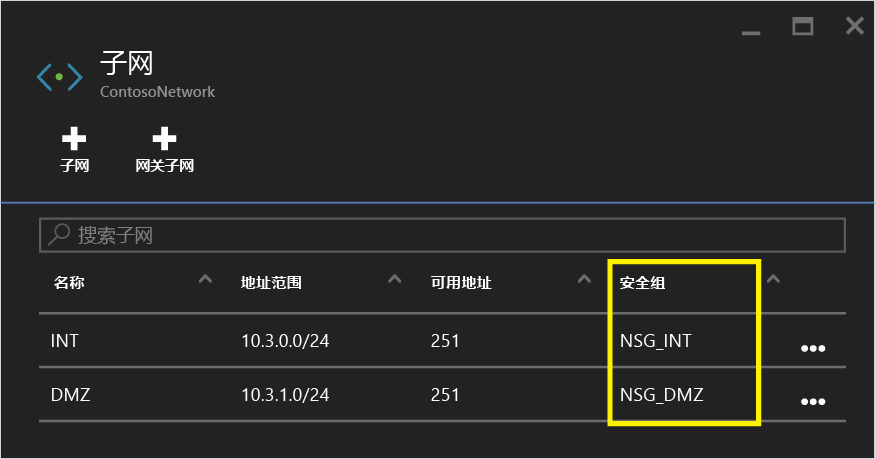 子网
ContosoNetwork
子网 网关子网
搜索子网
名称 地址范围 可用地址 安全组
INT 10.3.0.0/24 251 NSG_INT
DMZ 10.3.1.0/24 251 NSG_DMZ